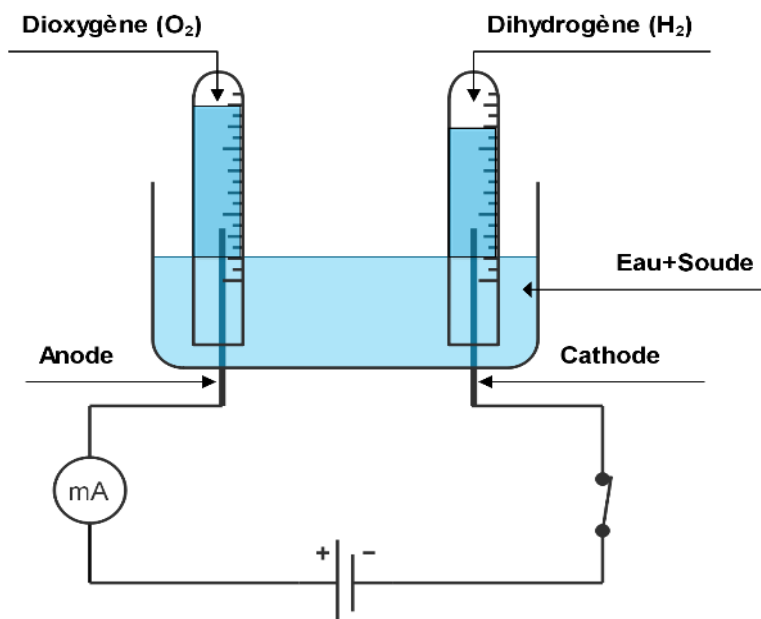 Dioxygène (O₂)
Dihydrogène (H₂)
Eau+Soude
Anode
Cathode
mA
+
−